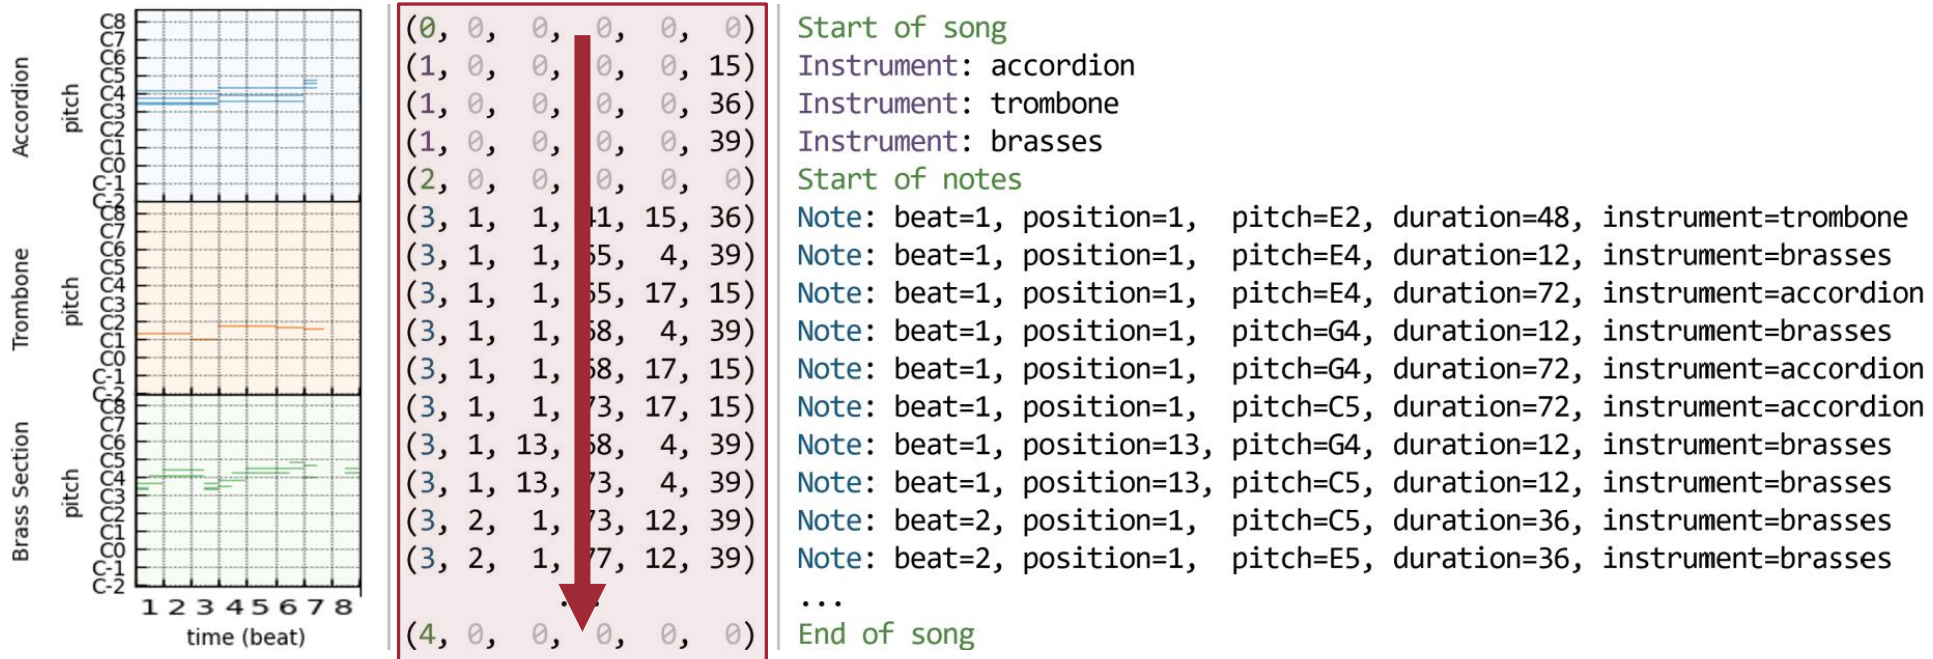 Accordion
pitch
C8
C7
C6
C5
C4
C3
C2
C1
C0
C-1
C-2
Trombone
pitch
C8
C7
C6
C5
C4
C3
C2
C1
C0
C-1
C-2
Brass Section
pitch
C8
C7
C6
C5
C4
C3
C2
C1
C0
C-1
C-2
1 2 3 4 5 6 7 8
time (beat)
(0, 0, 0, 0, 0, 0) Start of song
(1, 0, 0, 0, 0, 15) Instrument: accordion
(1, 0, 0, 0, 0, 36) Instrument: trombone
(1, 0, 0, 0, 0, 39) Instrument: brasses
(2, 0, 0, 0, 0, 0) Start of notes
(3, 1, 1, 41, 15, 36) Note: beat=1, position=1, pitch=E2, duration=48, instrument=trombone
(3, 1, 1, 65, 4, 39) Note: beat=1, position=1, pitch=E4, duration=12, instrument=brasses
(3, 1, 1, 65, 17, 15) Note: beat=1, position=1, pitch=E4, duration=72, instrument=accordion
(3, 1, 1, 68, 4, 39) Note: beat=1, position=1, pitch=G4, duration=12, instrument=brasses
(3, 1, 1, 68, 17, 15) Note: beat=1, position=1, pitch=G4, duration=72, instrument=accordion
(3, 1, 1, 73, 17, 15) Note: beat=1, position=1, pitch=C5, duration=72, instrument=accordion
(3, 1, 13, 68, 4, 39) Note: beat=1, position=13, pitch=G4, duration=12, instrument=brasses
(3, 1, 13, 73, 4, 39) Note: beat=1, position=13, pitch=C5, duration=12, instrument=brasses
(3, 2, 1, 73, 12, 39) Note: beat=2, position=1, pitch=C5, duration=36, instrument=brasses
(3, 2, 1, 77, 12, 39) Note: beat=2, position=1, pitch=E5, duration=36, instrument=brasses
... ...
(4, 0, 0, 0, 0, 0) End of song